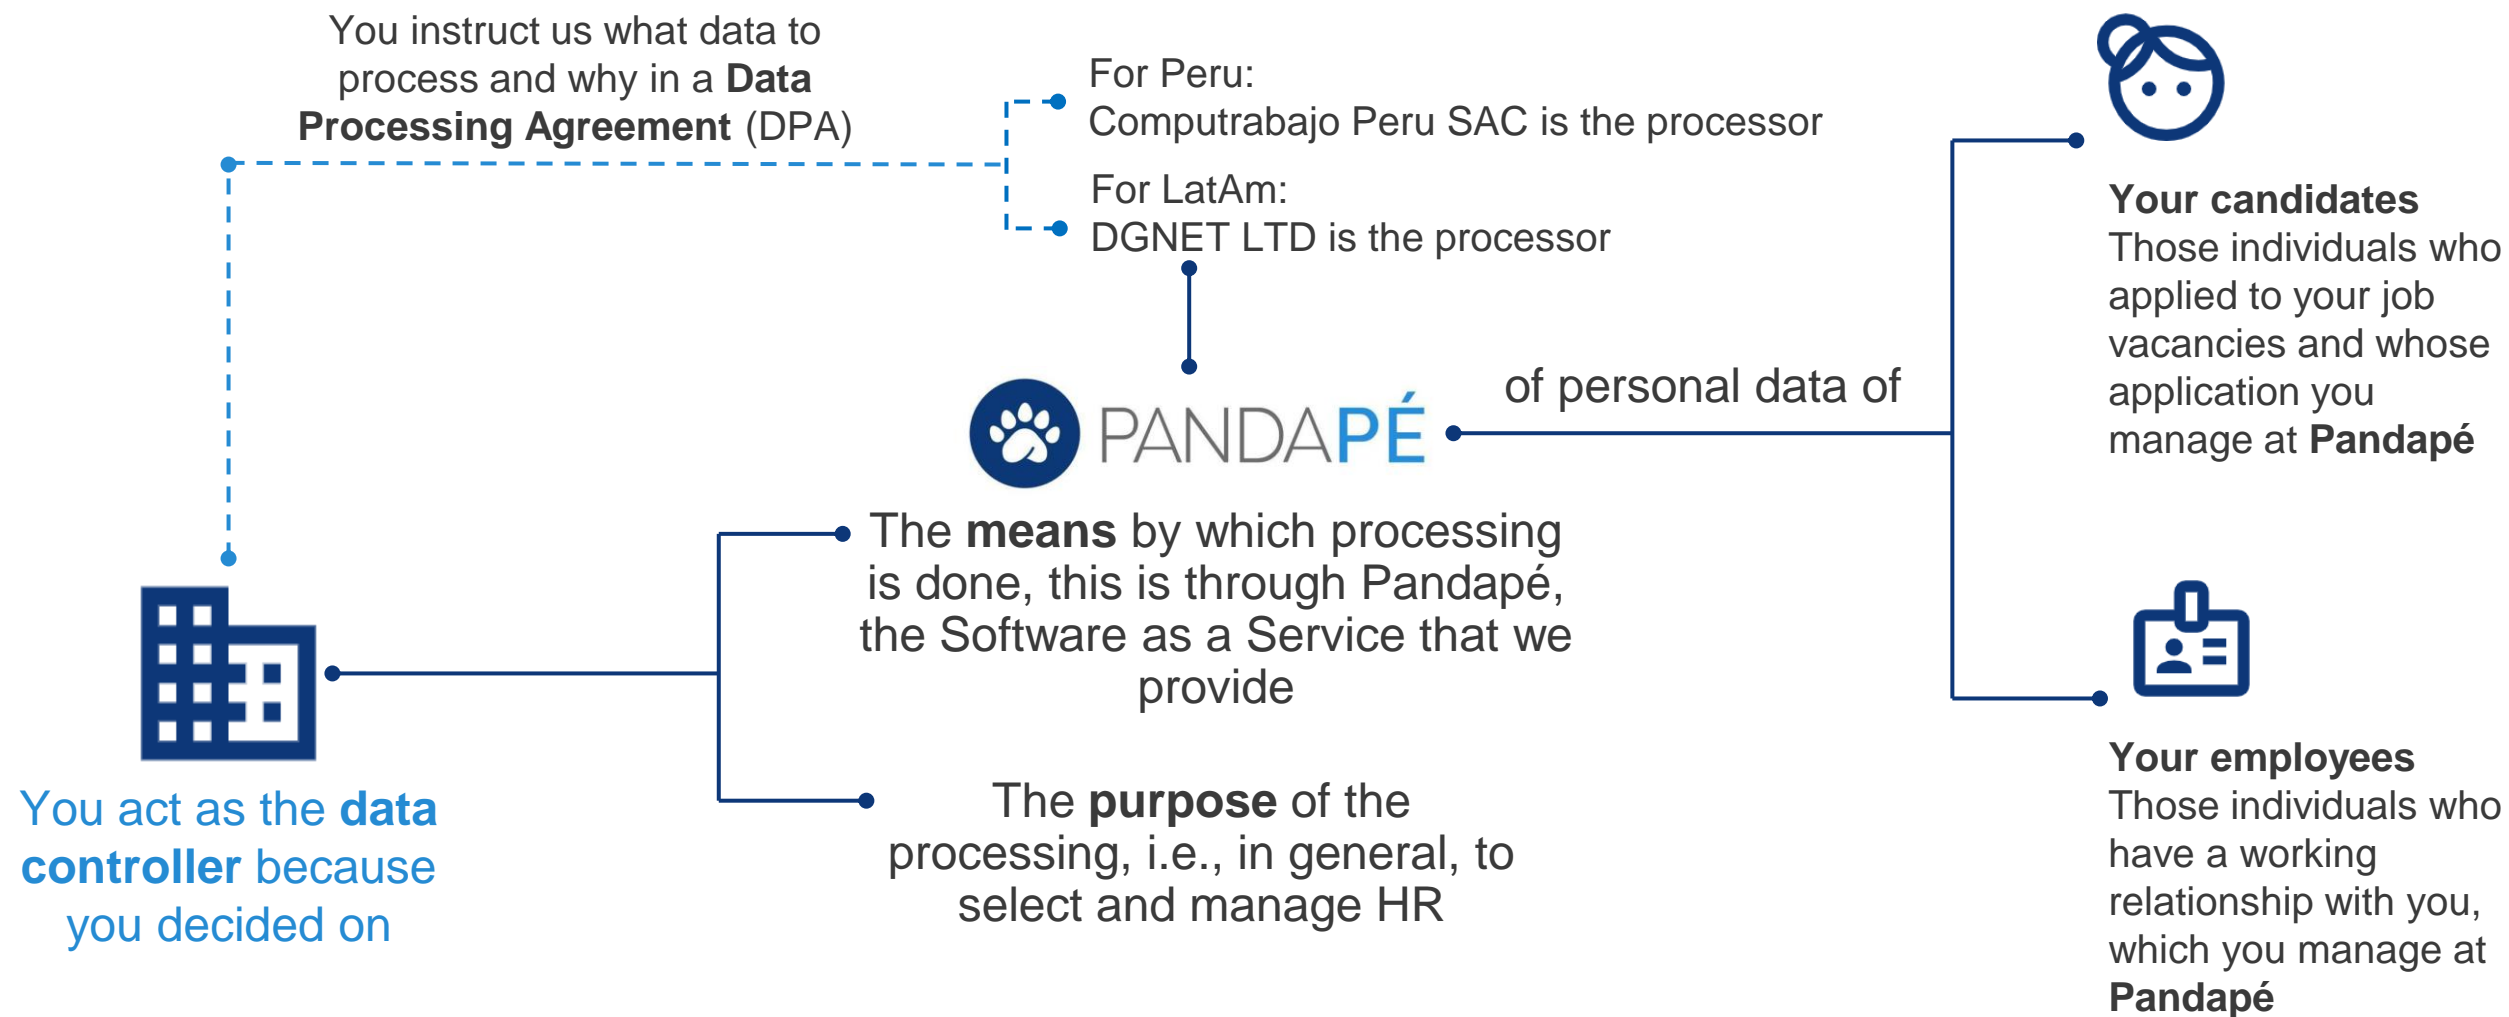 You instruct us what data to
process and why in a Data
Processing Agreement (DPA)
For Peru:
Computrabajo Peru SAC is the processor
For LatAm:
DGNET LTD is the processor
PANDAPÉ
of personal data of
Your candidates
Those individuals who
applied to your job
vacancies and whose
application you
manage at Pandapé
You act as the data
controller because
you decided on
The means by which processing
is done, this is through Pandapé,
the Software as a Service that we
provide
The purpose of the
processing, i.e., in general, to
select and manage HR
Your employees
Those individuals who
have a working
relationship with you,
which you manage at
Pandapé